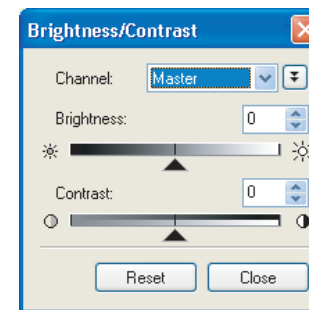 Brightness/Contrast
Channel: Master
Brightness: 0
Contrast: 0
Reset Close